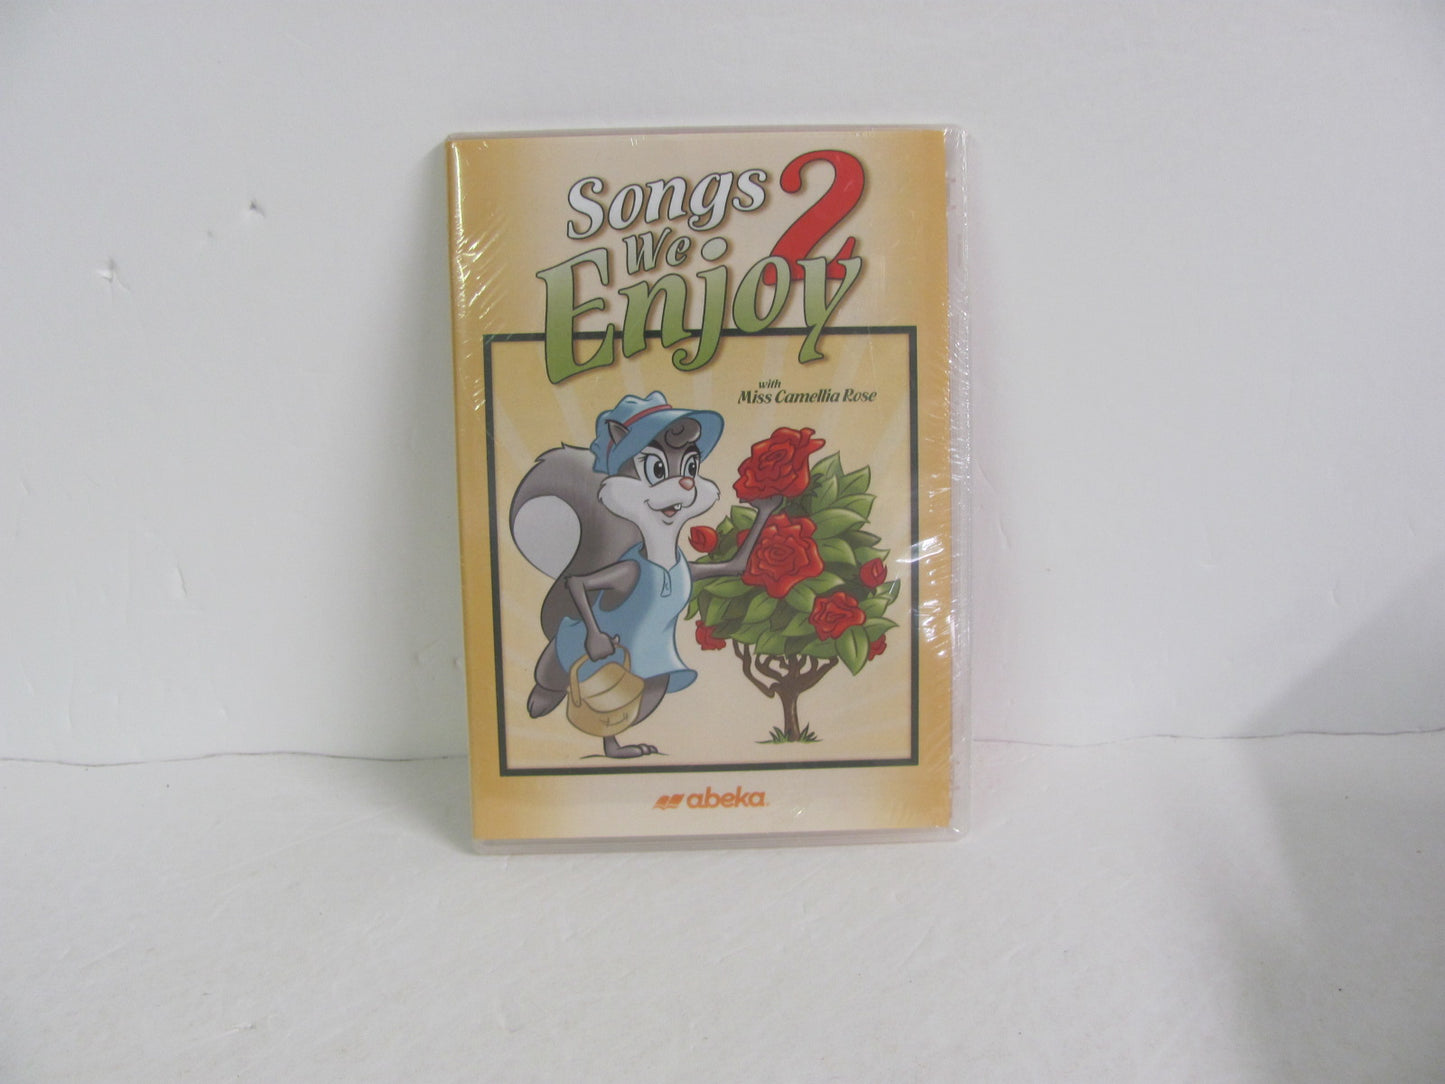 Songs 2
We
Enjoy
with
Miss Camellia Rose
abeka